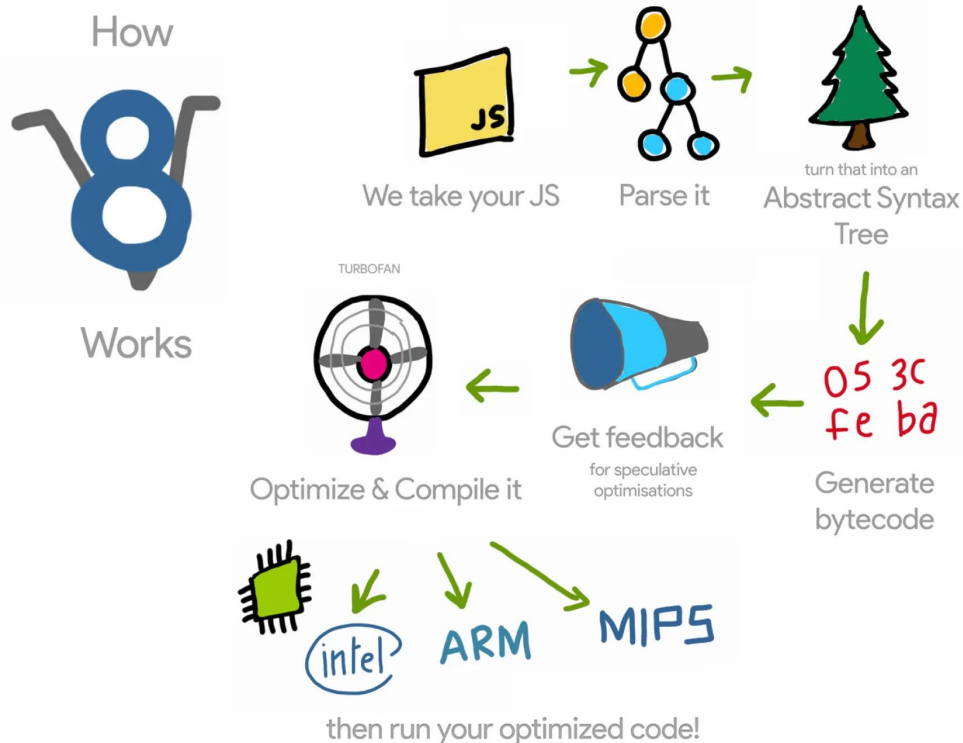 How
8
Works
JS
We take your JS
Parse it
turn that into an
Abstract Syntax
Tree
05 3C
fe ba
Generate
bytecode
Get feedback
for speculative
optimisations
TURBOFAN
Optimize & Compile it
intel
ARM
MIPS
then run your optimized code!